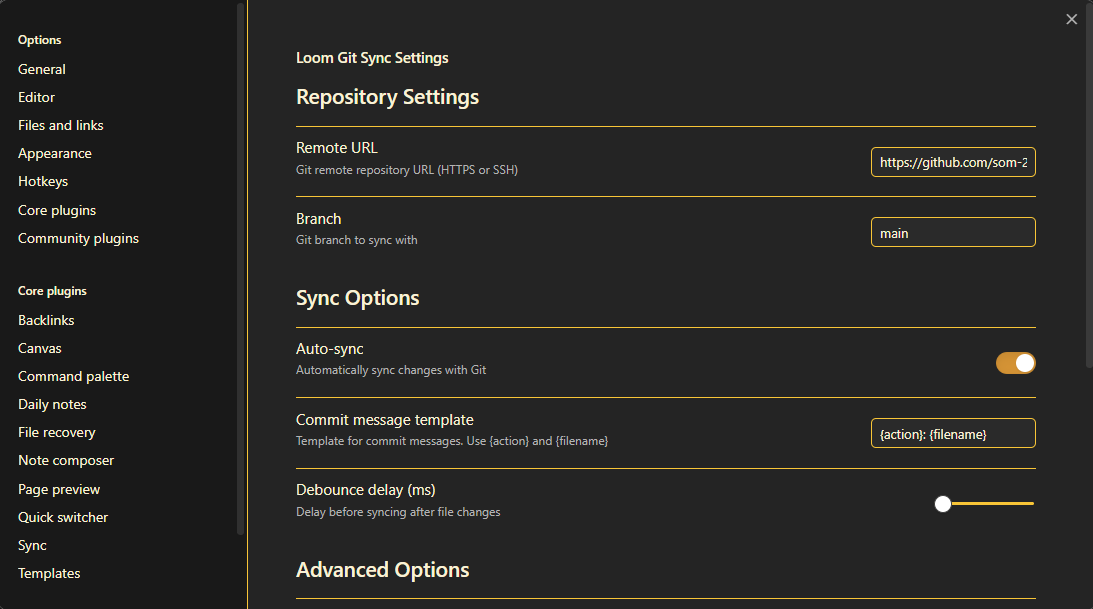 Options
General
Editor
Files and links
Appearance
Hotkeys
Core plugins
Community plugins
Core plugins
Backlinks
Canvas
Command palette
Daily notes
File recovery
Note composer
Page preview
Quick switcher
Sync
Templates
Loom Git Sync Settings
Repository Settings
Remote URL
Git remote repository URL (HTTPS or SSH)
https://github.com/som-2
Branch
Git branch to sync with
main
Sync Options
Auto-sync
Automatically sync changes with Git
Commit message template
Template for commit messages. Use {action} and {filename}
{action}: {filename}
Debounce delay (ms)
Delay before syncing after file changes
Advanced Options